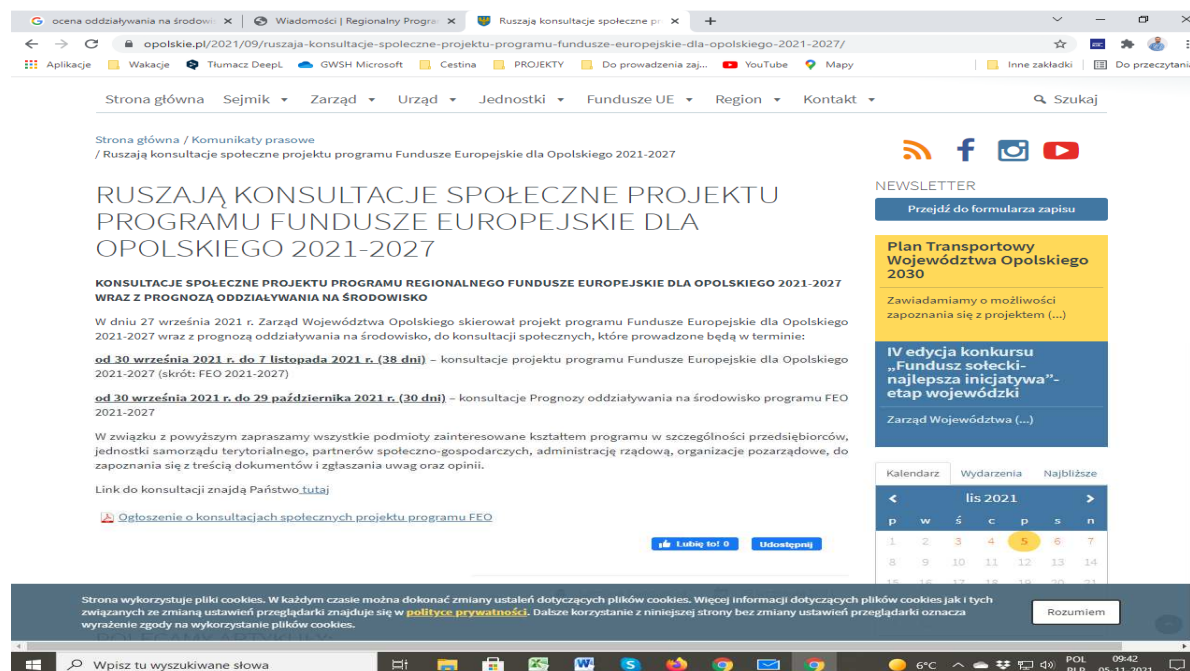 ocena oddziaływania na środowi
Wiadomości | Regionalny Progra
Ruszają konsultacje społeczne pr
opolskie.pl/2021/09/ruszaja-konsultacje-spoleczne-projektu-programu-fundusze-europejskie-dla-opolskiego-2021-2027/
Aplikacje Wakacje Tłumacz DeepL GWSH Microsoft Cestina PROJEKTY Do prowadzenia zaj... YouTube Mapy Inne zakładki Do przeczytania
Strona główna Sejmik Zarząd Urząd Jednostki Fundusze UE Region Kontakt Szukaj
Strona główna / Komunikaty prasowe
/ Ruszają konsultacje społeczne projektu programu Fundusze Europejskie dla Opolskiego 2021-2027
RUSZAJĄ KONSULTACJE SPOŁECZNE PROJEKTU
PROGRAMU FUNDUSZE EUROPEJSKIE DLA
OPOLSKIEGO 2021-2027
KONSULTACJE SPOŁECZNE PROJEKTU PROGRAMU REGIONALNEGO FUNDUSZE EUROPEJSKIE DLA OPOLSKIEGO 2021-2027
WRAZ Z PROGNOZĄ ODDZIAŁYWANIA NA ŚRODOWISKO
W dniu 27 września 2021 r. Zarząd Województwa Opolskiego skierował projekt programu Fundusze Europejskie dla Opolskiego
2021-2027 wraz z prognozą oddziaływania na środowisko, do konsultacji społecznych, które prowadzone będą w terminie:
od 30 września 2021 r. do 7 listopada 2021 r. (38 dni) – konsultacje projektu programu Fundusze Europejskie dla Opolskiego
2021-2027 (skrót: FEO 2021-2027)
od 30 września 2021 r. do 29 października 2021 r. (30 dni) – konsultacje Prognozy oddziaływania na środowisko programu FEO
2021-2027
W związku z powyższym zapraszamy wszystkie podmioty zainteresowane kształtem programu w szczególności przedsiębiorców,
jednostki samorządu terytorialnego, partnerów społeczno-gospodarczych, administrację rządową, organizacje pozarządowe, do
zapoznania się z treścią dokumentów i zgłaszania uwag oraz opinii.
Link do konsultacji znajdą Państwo tutaj
Ogłoszenie o konsultacjach społecznych projektu programu FEO
Lubię to! 0 Udostępnij
NEWSLETTER
Przejdź do formularza zapisu
Plan Transportowy
Województwa Opolskiego
2030
Zawiadamiamy o możliwości
zapoznania się z projektem (...)
IV edycja konkursu
„Fundusz sołecki-
najlepsza inicjatywa”-
etap wojewódzki
Zarząd Województwa (...)
Kalendarz Wydarzenia Najbliższe
lis 2021
p w ś c p s n
1 2 3 4 5 6 7
8 9 10 11 12 13 14
15 16 17 18 19 20 21
Strona wykorzystuje pliki cookies. W każdym czasie można dokonać zmiany ustaleń dotyczących plików cookies. Więcej informacji dotyczących plików cookies jak i tych
związanych ze zmianą ustawień przeglądarki znajduje się w polityce prywatności. Dalsze korzystanie z niniejszej strony bez zmiany ustawień przeglądarki oznacza
wyrażenie zgody na wykorzystanie plików cookies.
Rozumiem
Wpisz tu wyszukiwane słowa
6°C
POL 09:42
PLP 05-11-2021